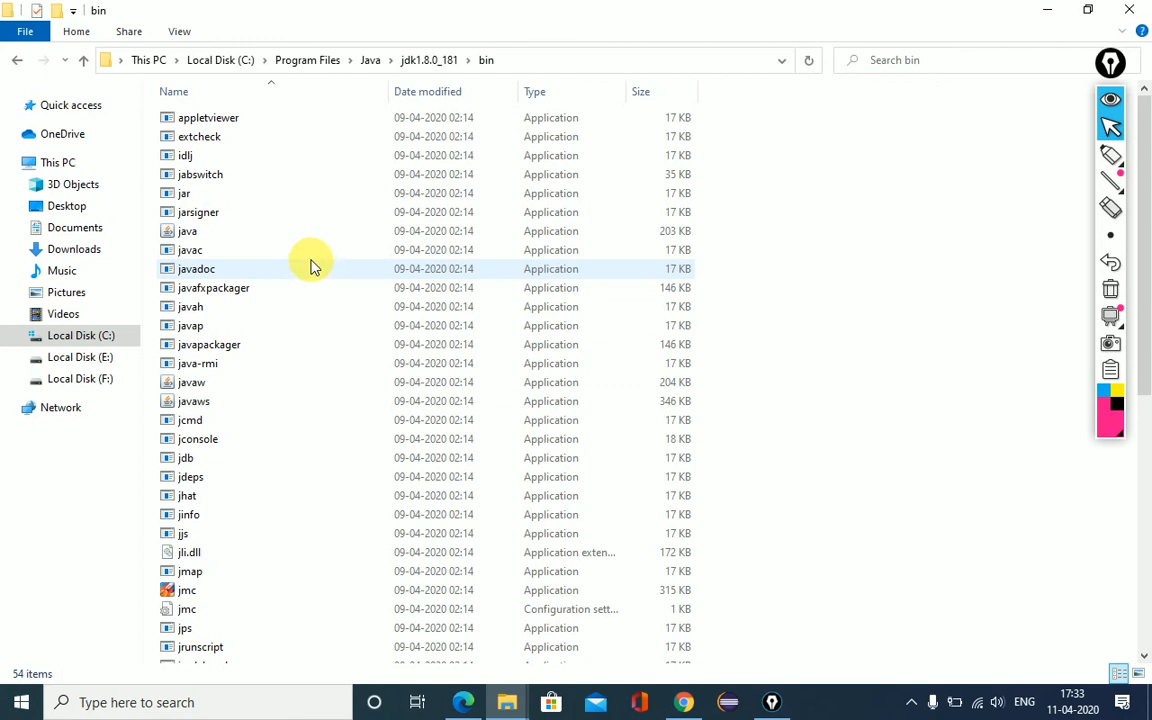 bin
File Home Share View
This PC Local Disk (C:) Program Files Java jdk1.8.0_181 bin Search bin
Name Date modified Type Size
Quick access
OneDrive
This PC
3D Objects
Desktop
Documents
Downloads
Music
Pictures
Videos
Local Disk (C:)
Local Disk (E:)
Local Disk (F:)
Network
appletviewer 09-04-2020 02:14 Application 17 KB
extcheck 09-04-2020 02:14 Application 17 KB
idlj 09-04-2020 02:14 Application 17 KB
jabswitch 09-04-2020 02:14 Application 35 KB
jar 09-04-2020 02:14 Application 17 KB
jarsigner 09-04-2020 02:14 Application 17 KB
java 09-04-2020 02:14 Application 203 KB
javac 09-04-2020 02:14 Application 17 KB
javadoc 09-04-2020 02:14 Application 17 KB
javafxpackager 09-04-2020 02:14 Application 146 KB
javah 09-04-2020 02:14 Application 17 KB
javap 09-04-2020 02:14 Application 17 KB
javapackager 09-04-2020 02:14 Application 146 KB
java-rmi 09-04-2020 02:14 Application 17 KB
javaw 09-04-2020 02:14 Application 204 KB
javaws 09-04-2020 02:14 Application 346 KB
jcmd 09-04-2020 02:14 Application 17 KB
jconsole 09-04-2020 02:14 Application 18 KB
jdb 09-04-2020 02:14 Application 17 KB
jdeps 09-04-2020 02:14 Application 17 KB
jhat 09-04-2020 02:14 Application 17 KB
jinfo 09-04-2020 02:14 Application 17 KB
jjs 09-04-2020 02:14 Application 17 KB
jli.dll 09-04-2020 02:14 Application exten... 172 KB
jmap 09-04-2020 02:14 Application 17 KB
jmc 09-04-2020 02:14 Application 315 KB
jmc 09-04-2020 02:14 Configuration sett... 1 KB
jps 09-04-2020 02:14 Application 17 KB
jrunscript 09-04-2020 02:14 Application 17 KB
54 items
Type here to search ENG 17:33
11-04-2020